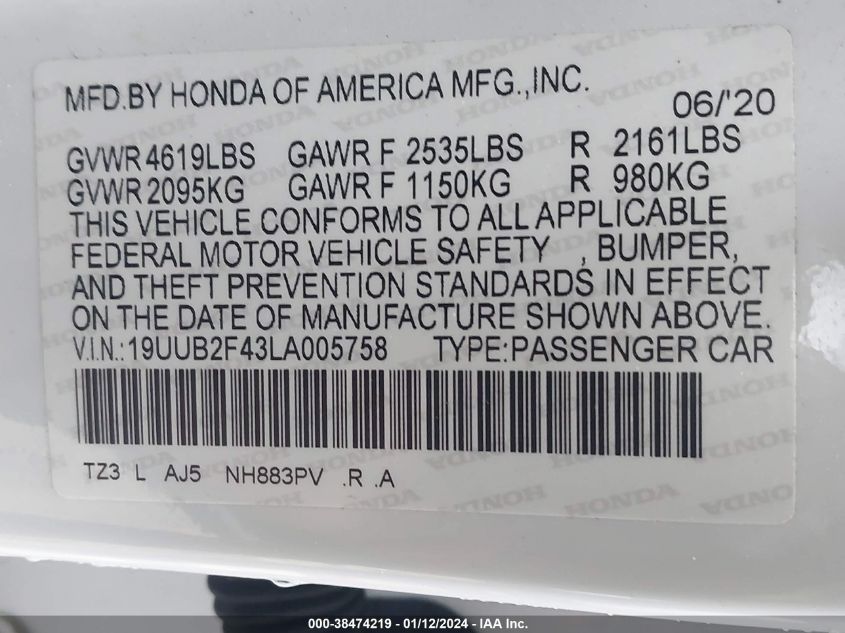 MFD.BY HONDA OF AMERICA MFG.,INC.
06/'20
GVWR 4619LBS GAWR F 2535LBS R 2161LBS
GVWR 2095KG GAWR F 1150KG R 980KG
THIS VEHICLE CONFORMS TO ALL APPLICABLE
FEDERAL MOTOR VEHICLE SAFETY , BUMPER,
AND THEFT PREVENTION STANDARDS IN EFFECT
ON THE DATE OF MANUFACTURE SHOWN ABOVE.
V.I.N.:19UUB2F43LA005758 TYPE:PASSENGER CAR
TZ3 L AJ5 NH883PV .R .A
000-38474219 - 01/12/2024 - IAA Inc.